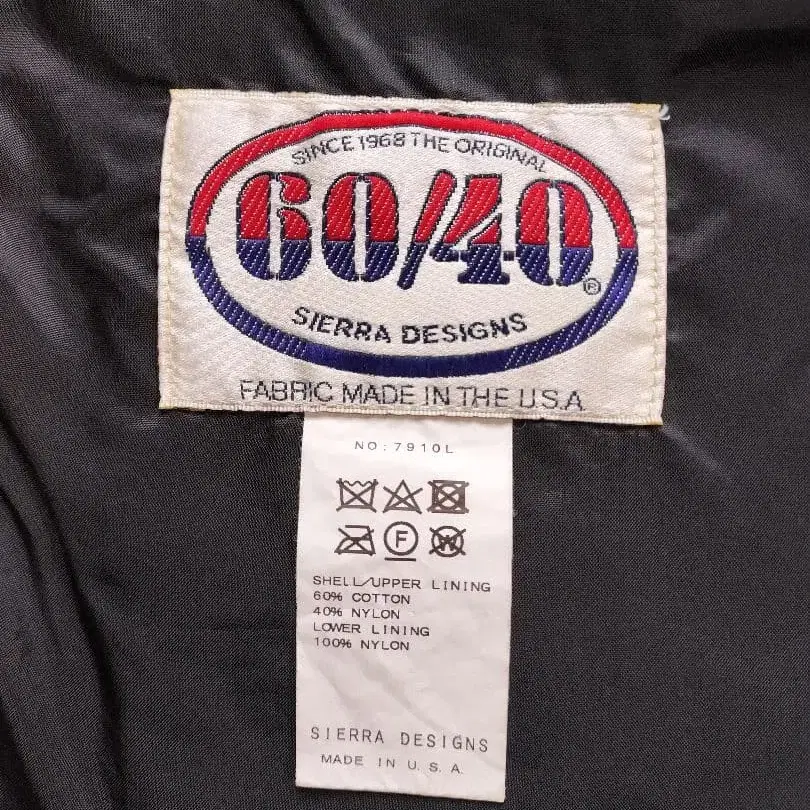 SINCE 1968 THE ORIGINAL
60/40®
SIERRA DESIGNS
FABRIC MADE IN THE U.S.A
NO:7910L
F W
SHELL/UPPER LINING
60% COTTON
40% NYLON
LOWER LINING
100% NYLON
SIERRA DESIGNS
MADE IN U.S.A.